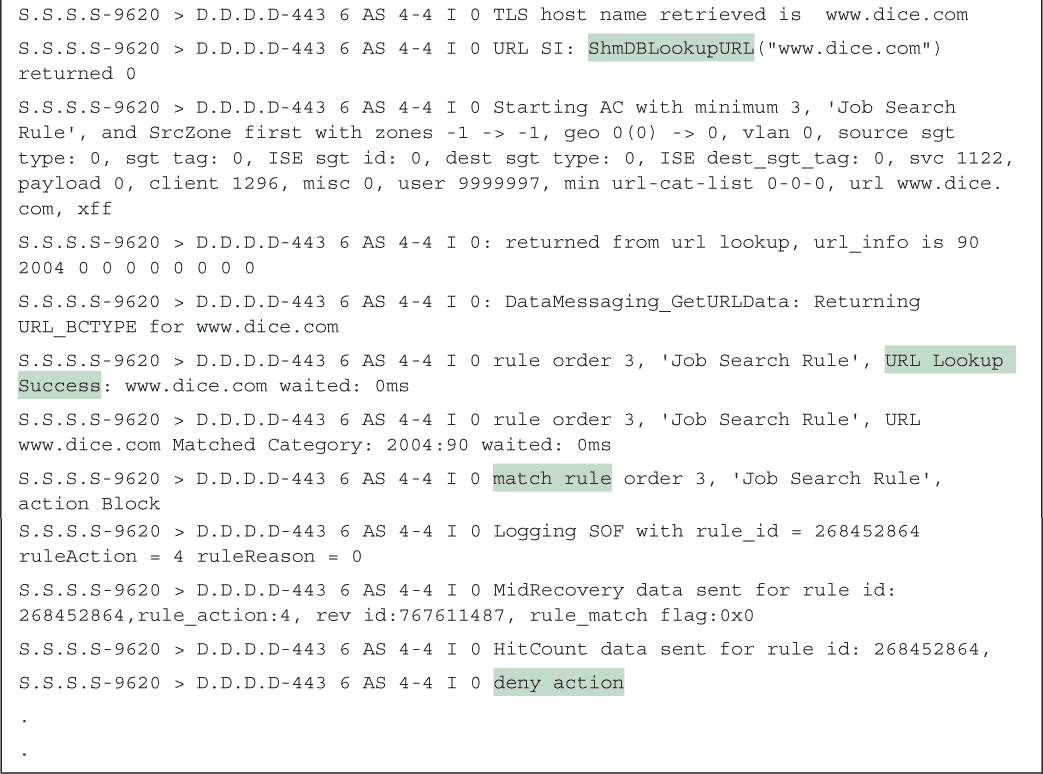 S.S.S.S-9620 > D.D.D.D-443 6 AS 4-4 I 0 TLS host name retrieved is  www.dice.com
S.S.S.S-9620 > D.D.D.D-443 6 AS 4-4 I 0 URL SI: ShmDBLookupURL("www.dice.com")
returned 0
S.S.S.S-9620 > D.D.D.D-443 6 AS 4-4 I 0 Starting AC with minimum 3, 'Job Search
Rule', and SrcZone first with zones -1 -> -1, geo 0(0) -> 0, vlan 0, source sgt
type: 0, sgt tag: 0, ISE sgt id: 0, dest sgt type: 0, ISE dest_sgt_tag: 0, svc 1122,
payload 0, client 1296, misc 0, user 9999997, min url-cat-list 0-0-0, url www.dice.
com, xff
S.S.S.S-9620 > D.D.D.D-443 6 AS 4-4 I 0: returned from url lookup, url_info is 90
2004 0 0 0 0 0 0 0 0
S.S.S.S-9620 > D.D.D.D-443 6 AS 4-4 I 0: DataMessaging_GetURLData: Returning
URL_BCTYPE for www.dice.com
S.S.S.S-9620 > D.D.D.D-443 6 AS 4-4 I 0 rule order 3, 'Job Search Rule', URL Lookup
Success: www.dice.com waited: 0ms
S.S.S.S-9620 > D.D.D.D-443 6 AS 4-4 I 0 rule order 3, 'Job Search Rule', URL
www.dice.com Matched Category: 2004:90 waited: 0ms
S.S.S.S-9620 > D.D.D.D-443 6 AS 4-4 I 0 match rule order 3, 'Job Search Rule',
action Block
S.S.S.S-9620 > D.D.D.D-443 6 AS 4-4 I 0 Logging SOF with rule_id = 268452864
ruleAction = 4 ruleReason = 0
S.S.S.S-9620 > D.D.D.D-443 6 AS 4-4 I 0 MidRecovery data sent for rule id:
268452864,rule_action:4, rev id:767611487, rule_match flag:0x0
S.S.S.S-9620 > D.D.D.D-443 6 AS 4-4 I 0 HitCount data sent for rule id: 268452864,
S.S.S.S-9620 > D.D.D.D-443 6 AS 4-4 I 0 deny action
.
.